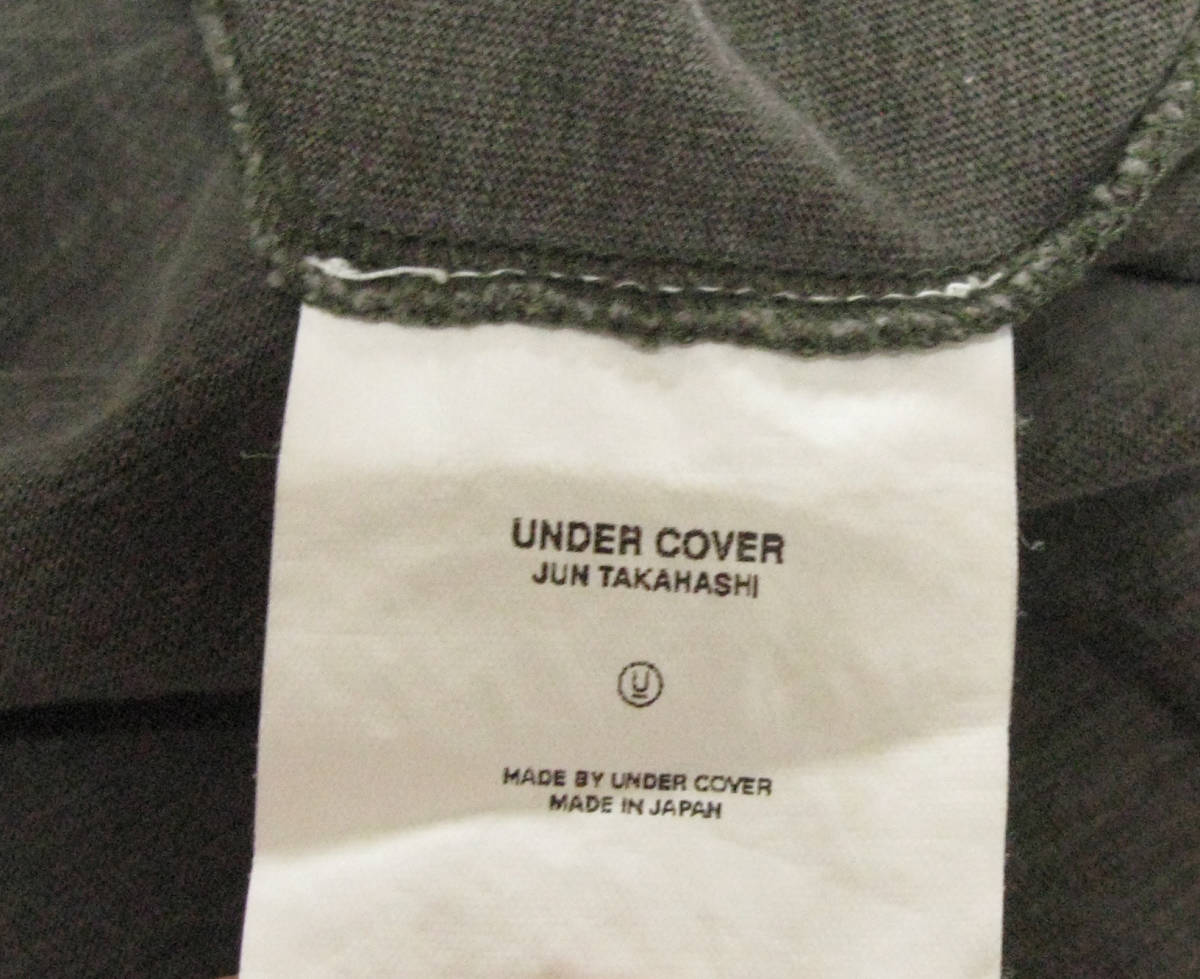 UNDER COVER
JUN TAKAHASHI
U
MADE BY UNDER COVER
MADE IN JAPAN